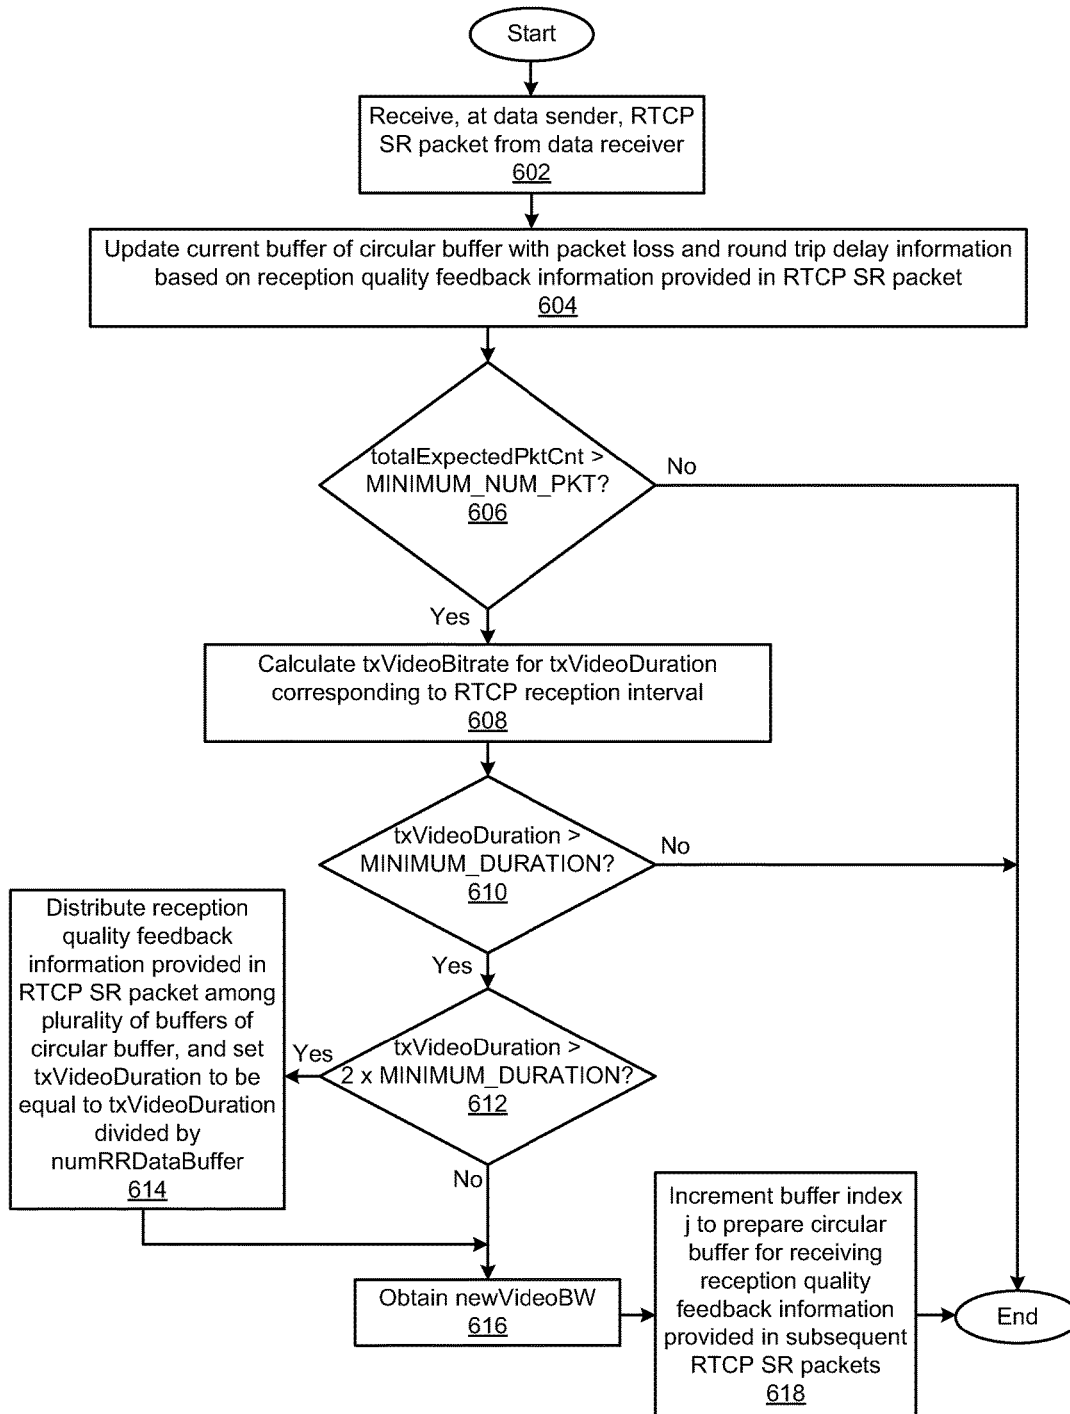 Start
Receive, at data sender, RTCP
SR packet from data receiver
602
Update current buffer of circular buffer with packet loss and round trip delay information
based on reception quality feedback information provided in RTCP SR packet
604
totalExpectedPktCnt >
MINIMUM_NUM_PKT?
606
No
Yes
Calculate txVideoBitrate for txVideoDuration
corresponding to RTCP reception interval
608
txVideoDuration >
MINIMUM_DURATION?
610
No
Yes
txVideoDuration >
2 x MINIMUM_DURATION?
612
Yes
Distribute reception
quality feedback
information provided in
RTCP SR packet among
plurality of buffers of
circular buffer, and set
txVideoDuration to be
equal to txVideoDuration
divided by
numRRDataBuffer
614
No
Obtain newVideoBW
616
Increment buffer index
j to prepare circular
buffer for receiving
reception quality
feedback information
provided in subsequent
RTCP SR packets
618
End